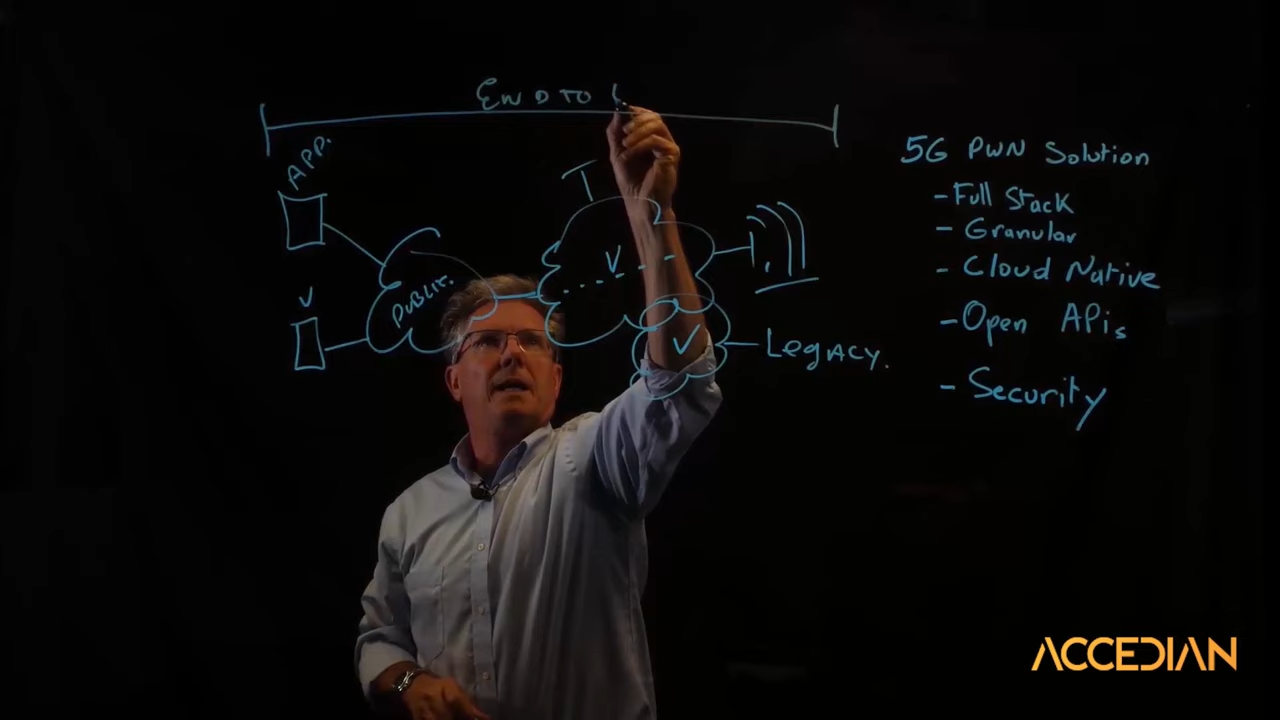 END TO
APP.
T
V
V
PUBLIC.
V
LEGACY.
5G PWN Solution
- Full Stack
- Granular
- Cloud Native
- Open APis
- Security
ACCEDIAN